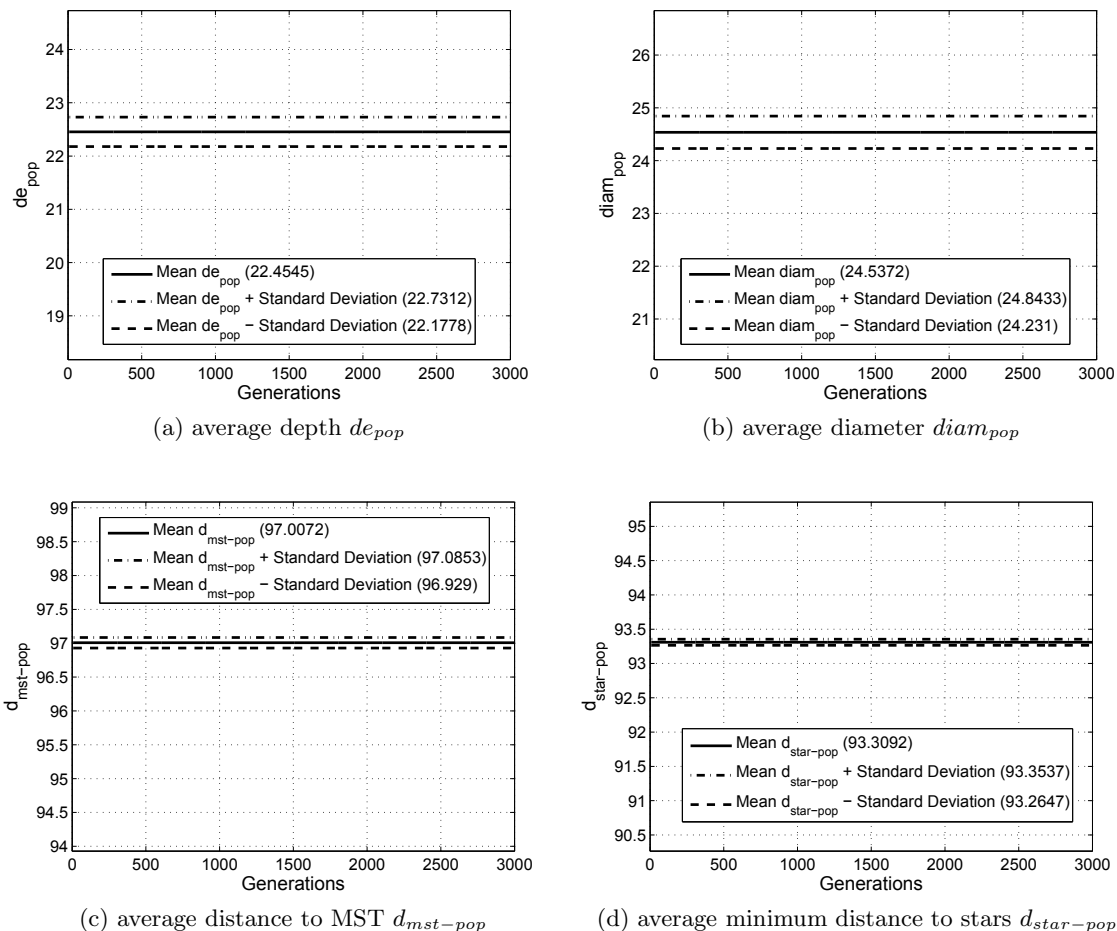 24
23
22
21
20
19
de_pop
Mean de_pop (22.4545)
Mean de_pop + Standard Deviation (22.7312)
Mean de_pop − Standard Deviation (22.1778)
0 500 1000 1500 2000 2500 3000
Generations
(a) average depth de_pop
26
25
24
23
22
21
diam_pop
Mean diam_pop (24.5372)
Mean diam_pop + Standard Deviation (24.8433)
Mean diam_pop − Standard Deviation (24.231)
0 500 1000 1500 2000 2500 3000
Generations
(b) average diameter diam_pop
99
98.5
98
97.5
97
96.5
96
95.5
95
94.5
94
d_mst−pop
Mean d_mst−pop (97.0072)
Mean d_mst−pop + Standard Deviation (97.0853)
Mean d_mst−pop − Standard Deviation (96.929)
0 500 1000 1500 2000 2500 3000
Generations
(c) average distance to MST d_mst−pop
95
94.5
94
93.5
93
92.5
92
91.5
91
90.5
d_star−pop
Mean d_star−pop (93.3092)
Mean d_star−pop + Standard Deviation (93.3537)
Mean d_star−pop − Standard Deviation (93.2647)
0 500 1000 1500 2000 2500 3000
Generations
(d) average minimum distance to stars d_star−pop